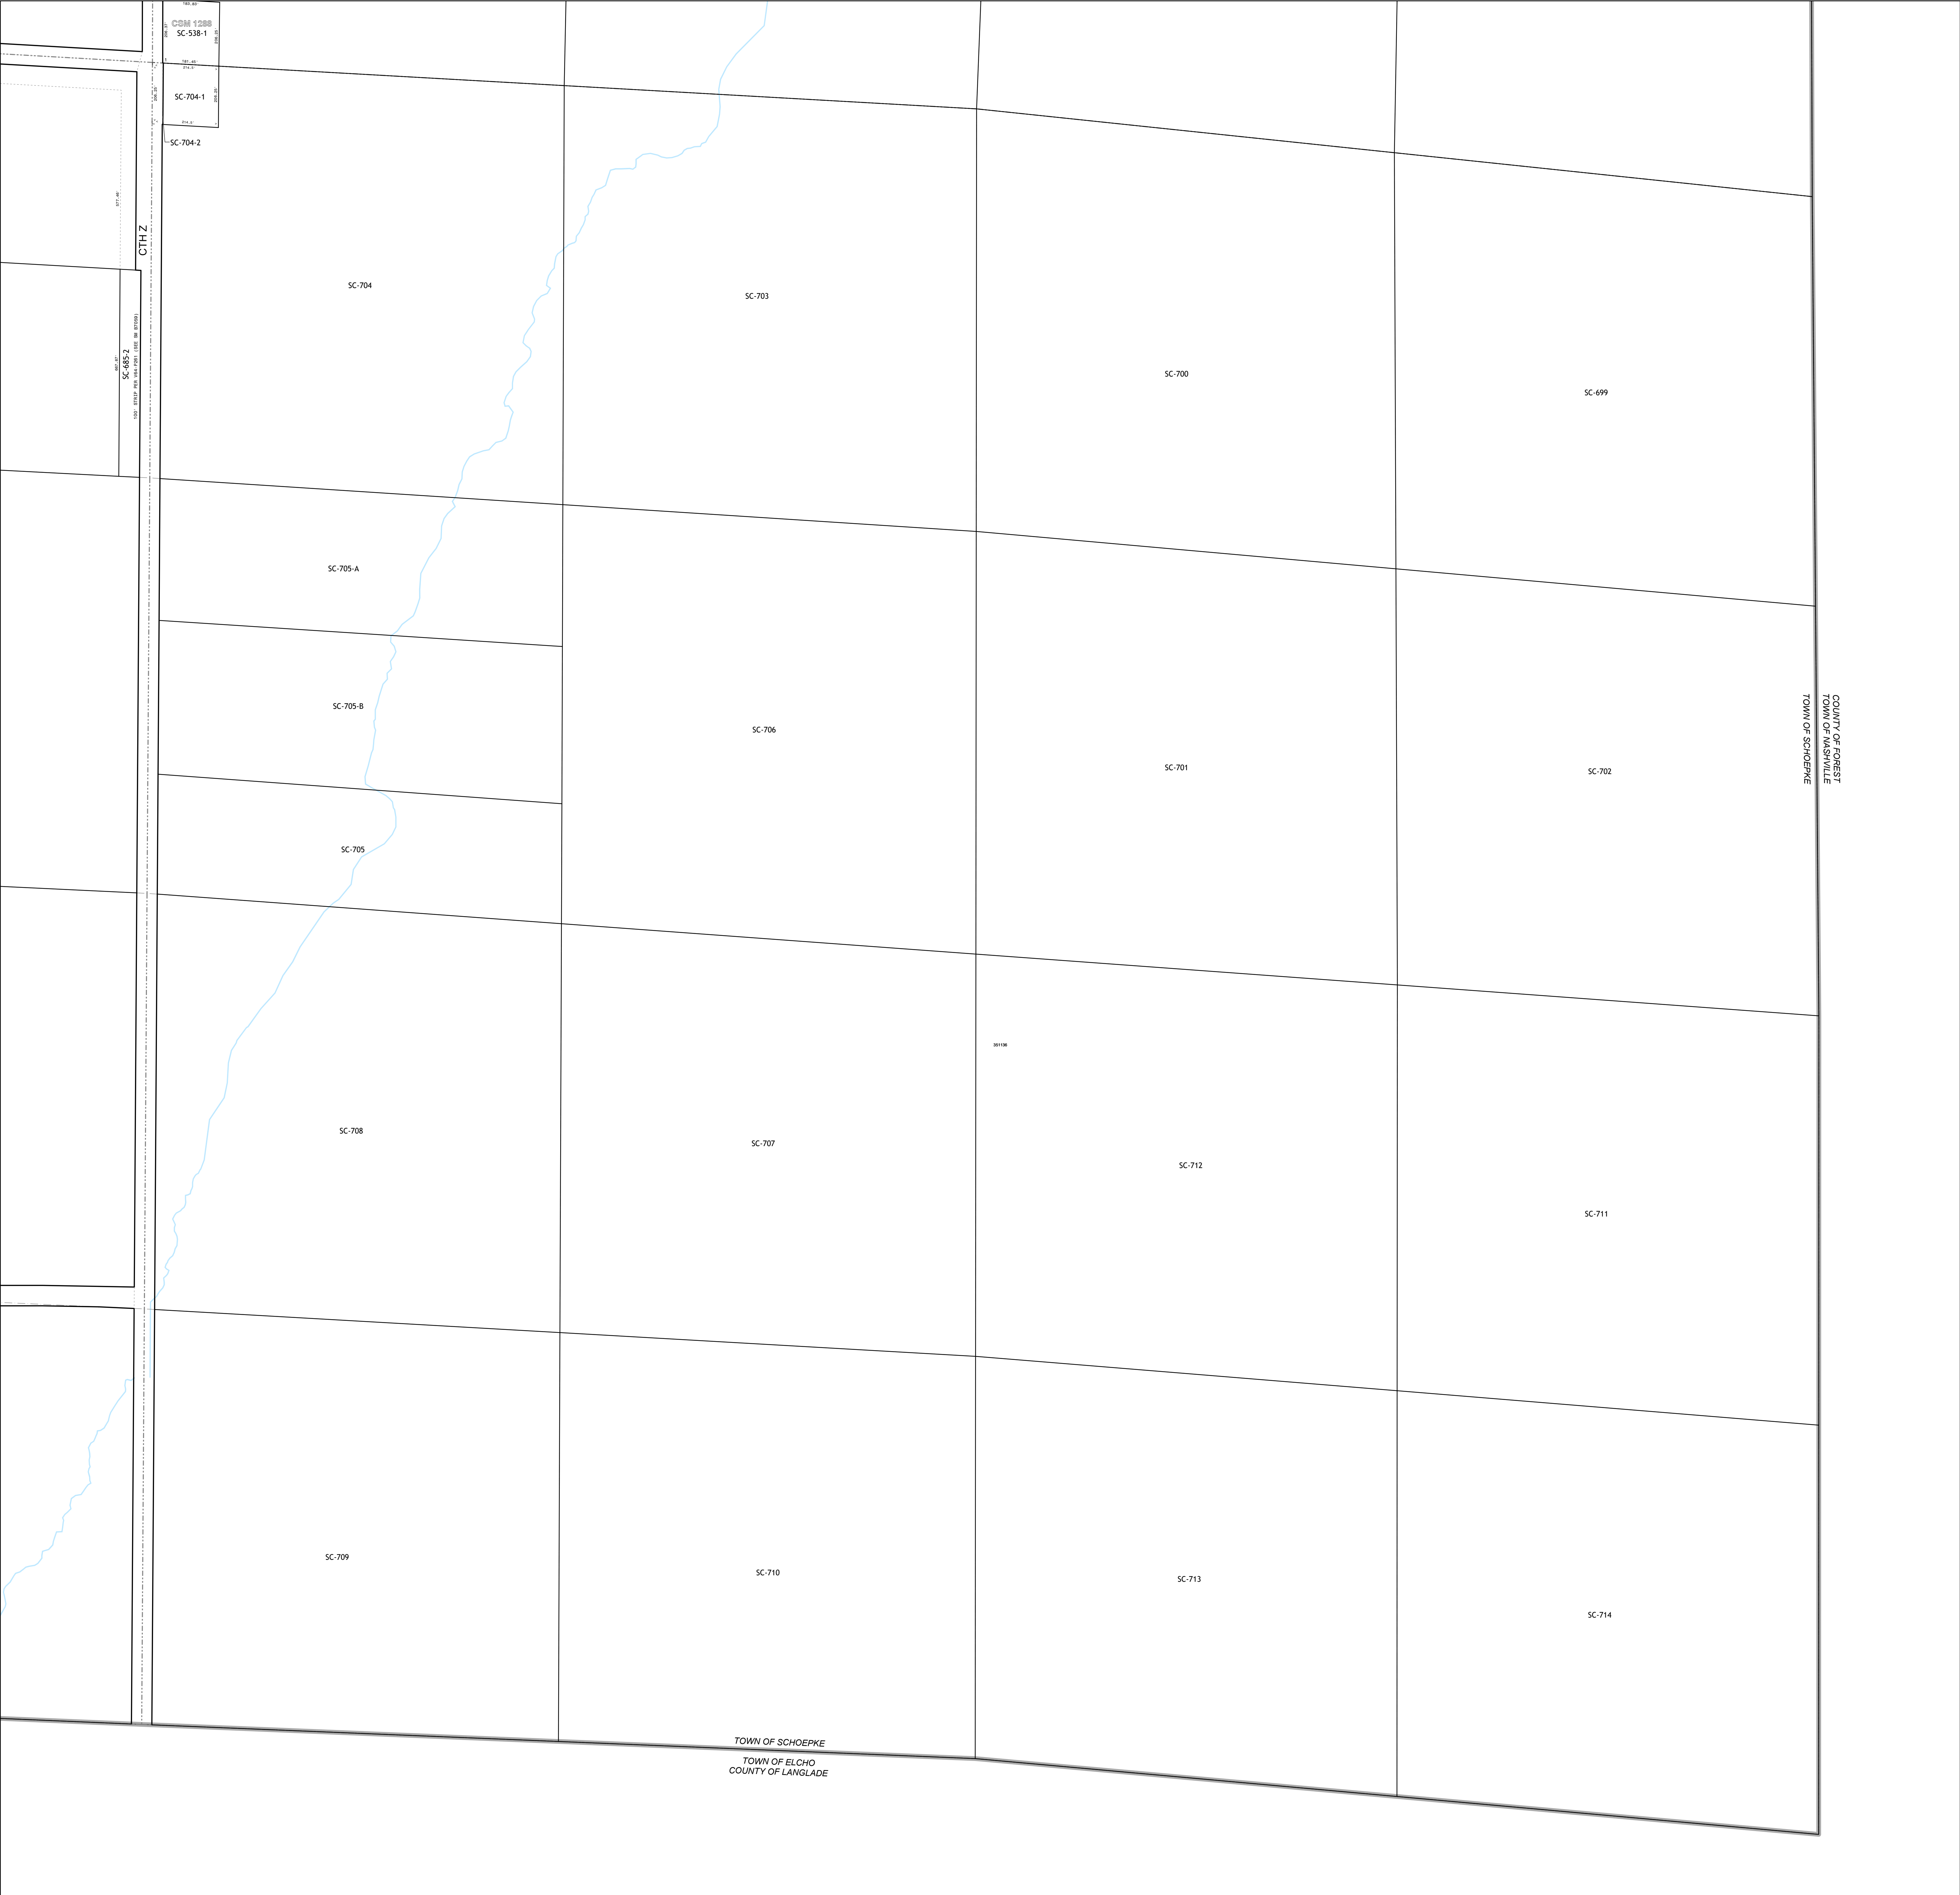 CSM 1288
SC-538-1
SC-704-1
SC-704-2
CTH Z
SC-704
SC-703
SC-700
SC-699
SC-685-2
SC-705-A
SC-705-B
SC-706
SC-701
SC-702
TOWN OF SCHOEPKE
COUNTY OF FOREST
TOWN OF NASHVILLE
SC-705
351136
SC-708
SC-707
SC-712
SC-711
SC-709
SC-710
SC-713
SC-714
TOWN OF SCHOEPKE
TOWN OF ELCHO
COUNTY OF LANGLADE